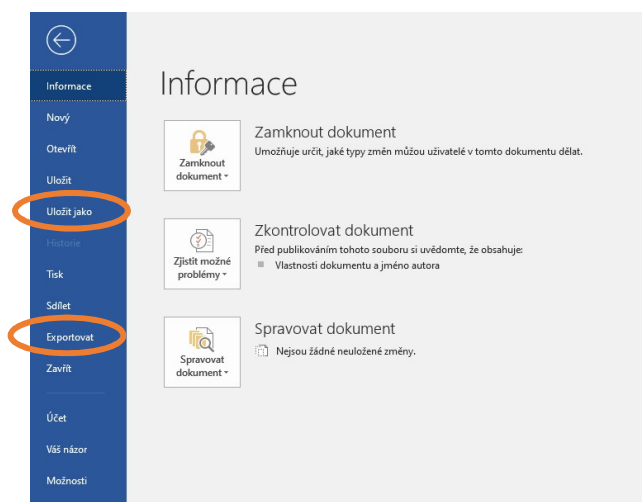 Informace
Nový
Otevřít
Uložit
Uložit jako
Historie
Tisk
Sdílet
Exportovat
Zavřít
Účet
Váš názor
Možnosti
Informace
Zamknout
dokument
Zamknout dokument
Umožňuje určit, jaké typy změn můžou uživatelé v tomto dokumentu dělat.
Zjistit možné
problémy
Zkontrolovat dokument
Před publikováním tohoto souboru si uvědomte, že obsahuje:
Vlastnosti dokumentu a jméno autora
Spravovat
dokument
Spravovat dokument
Nejsou žádné neuložené změny.